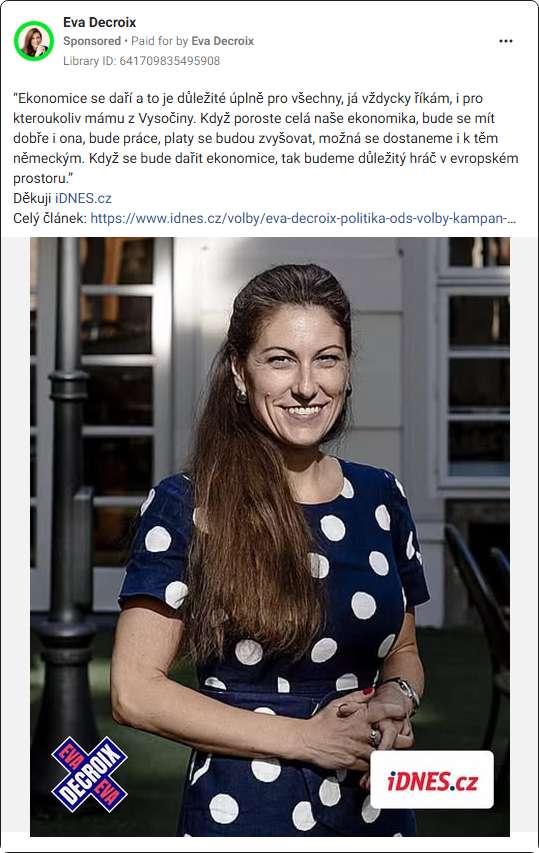 Eva Decroix
Sponsored • Paid for by Eva Decroix
Library ID: 641709835495908
“Ekonomice se daří a to je důležité úplně pro všechny, já vždycky říkám, i pro
kteroukoliv mámu z Vysočiny. Když poroste celá naše ekonomika, bude se mít
dobře i ona, bude práce, platy se budou zvyšovat, možná se dostaneme i k těm
německým. Když se bude dařit ekonomice, tak budeme důležitý hráč v evropském
prostoru.”
Děkuji iDNES.cz
Celý článek: https://www.idnes.cz/volby/eva-decroix-politika-ods-volby-kampan-...
EVA
DECROIX
EVA
iDNES.cz